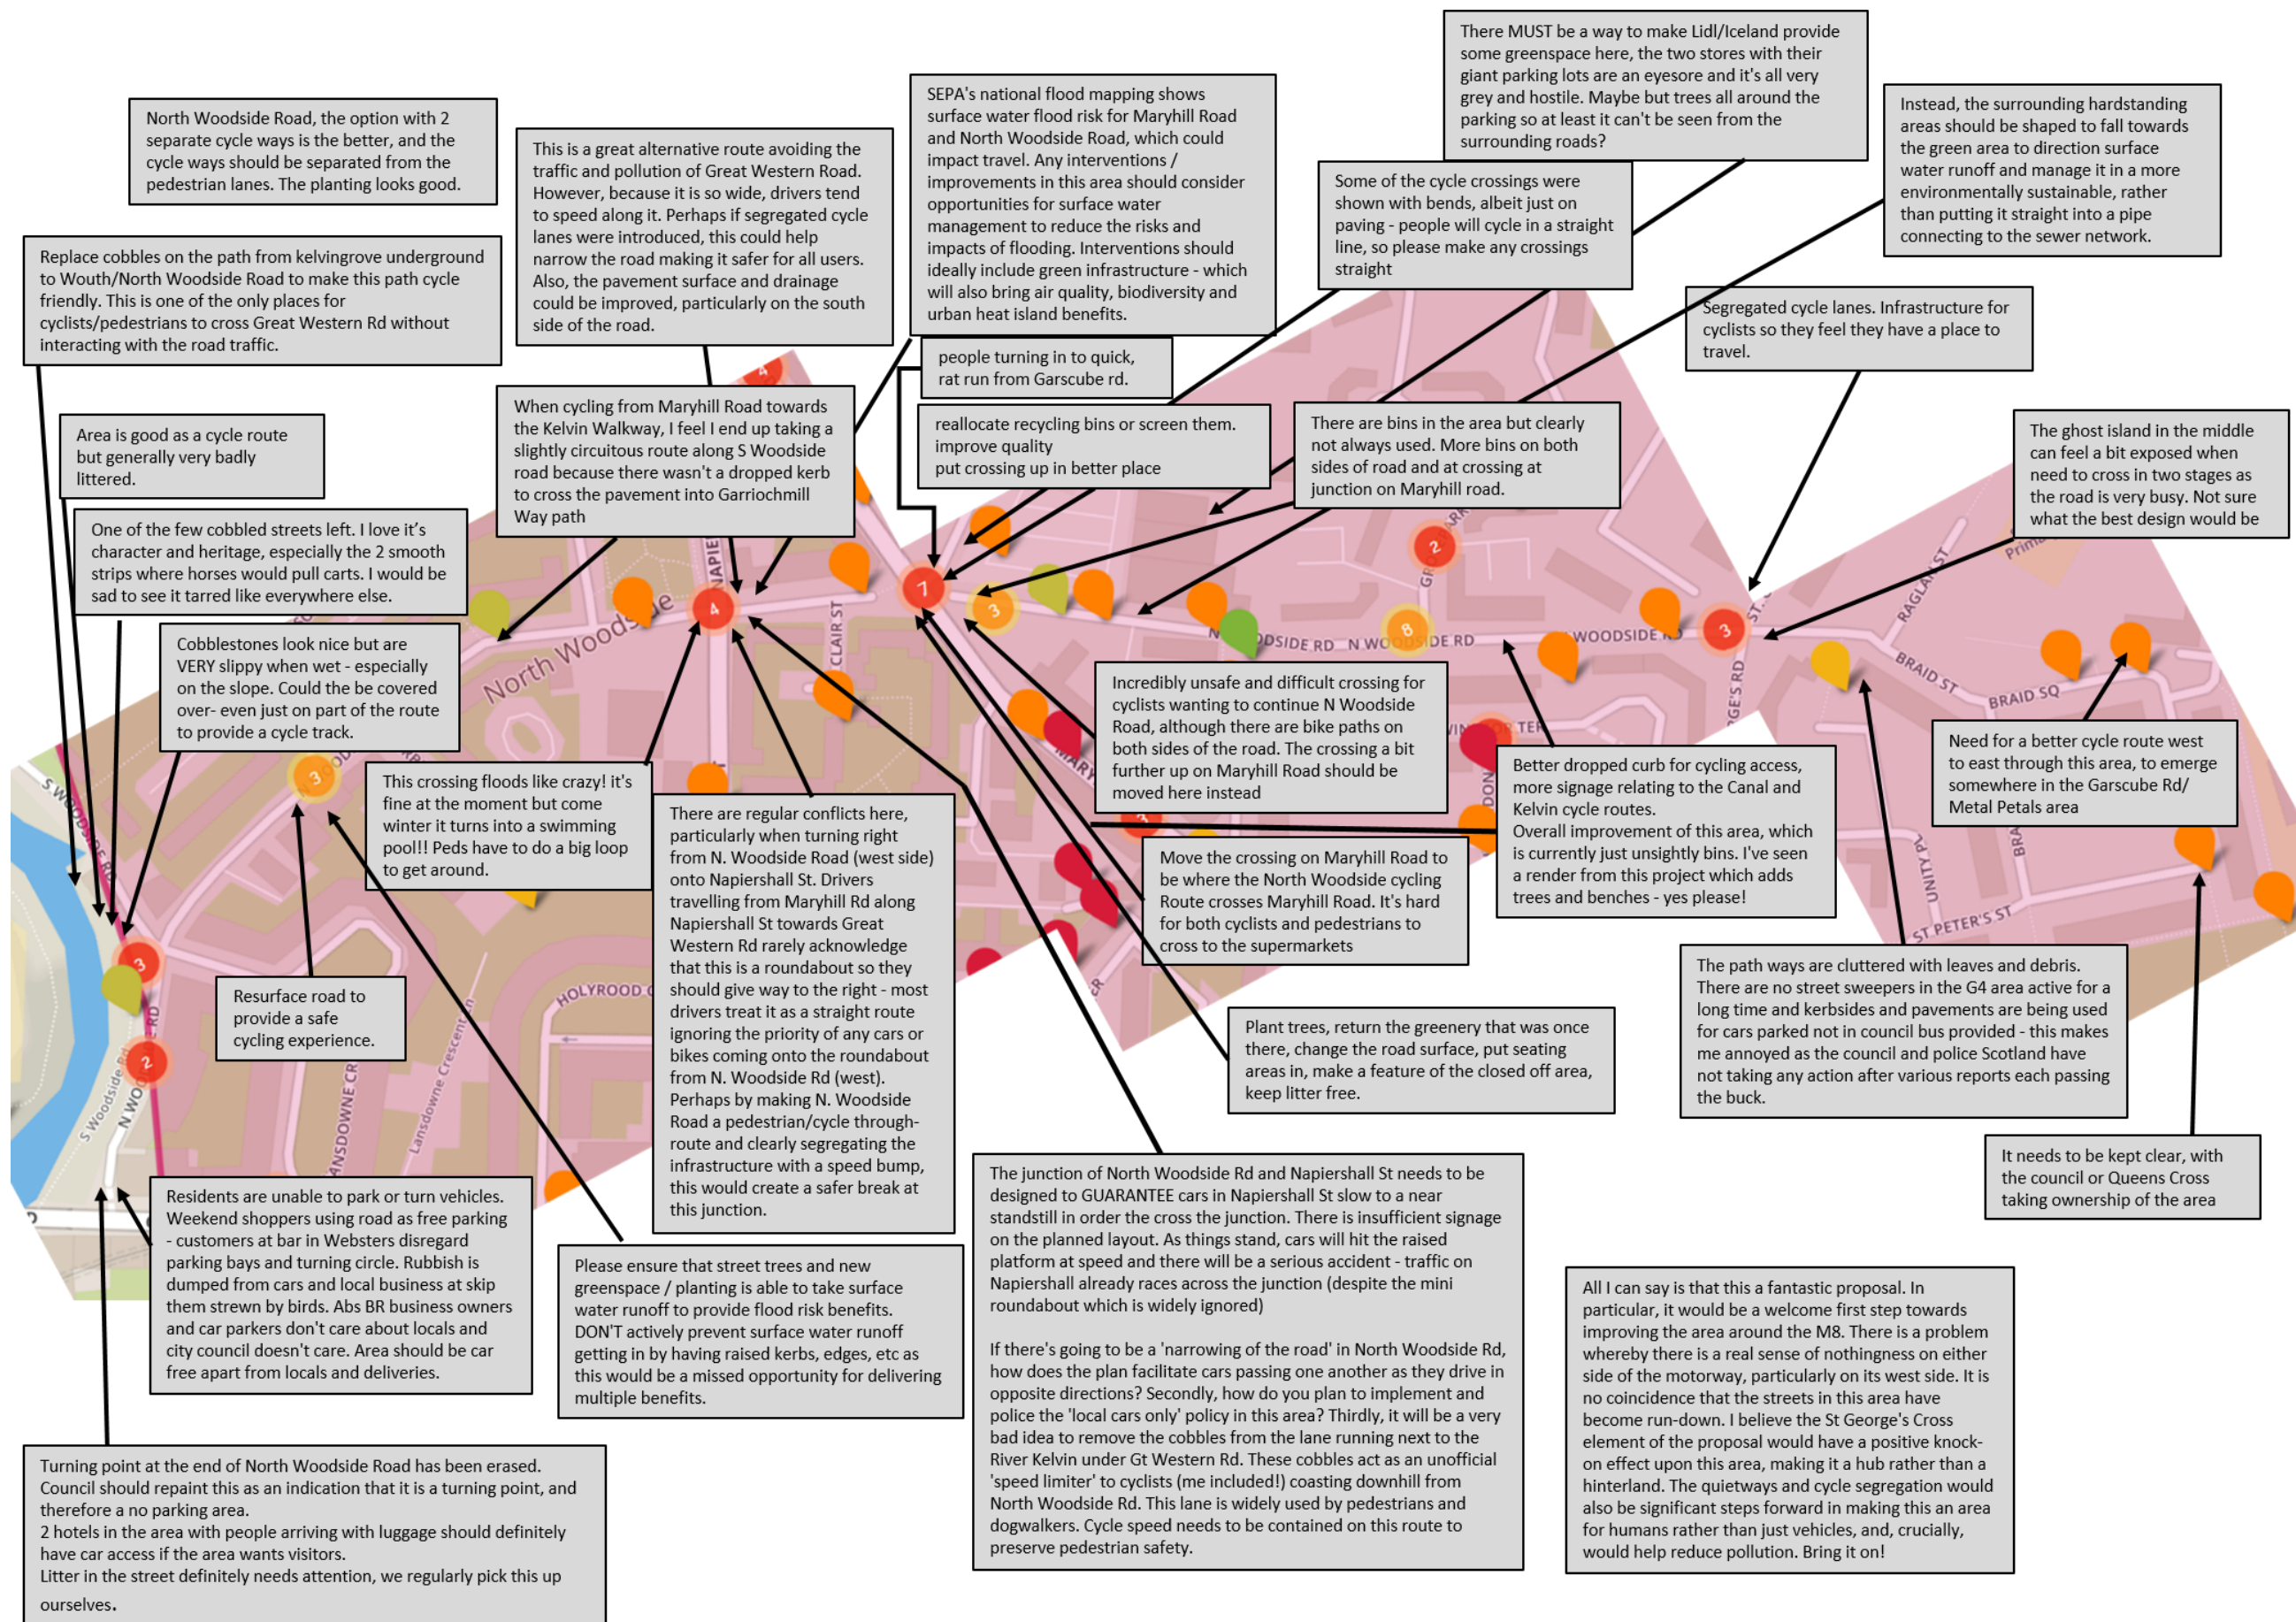 There MUST be a way to make Lidl/Iceland provide
some greenspace here, the two stores with their
giant parking lots are an eyesore and it's all very
grey and hostile. Maybe but trees all around the
parking so at least it can't be seen from the
surrounding roads?
North Woodside Road, the option with 2
separate cycle ways is the better, and the
cycle ways should be separated from the
pedestrian lanes. The planting looks good.
This is a great alternative route avoiding the
traffic and pollution of Great Western Road.
However, because it is so wide, drivers tend
to speed along it. Perhaps if segregated cycle
lanes were introduced, this could help
narrow the road making it safer for all users.
Also, the pavement surface and drainage
could be improved, particularly on the south
side of the road.
SEPA's national flood mapping shows
surface water flood risk for Maryhill Road
and North Woodside Road, which could
impact travel. Any interventions /
improvements in this area should consider
opportunities for surface water
management to reduce the risks and
impacts of flooding. Interventions should
ideally include green infrastructure - which
will also bring air quality, biodiversity and
urban heat island benefits.
Some of the cycle crossings were
shown with bends, albeit just on
paving - people will cycle in a straight
line, so please make any crossings
straight
Instead, the surrounding hardstanding
areas should be shaped to fall towards
the green area to direction surface
water runoff and manage it in a more
environmentally sustainable, rather
than putting it straight into a pipe
connecting to the sewer network.
Replace cobbles on the path from kelvingrove underground
to Wouth/North Woodside Road to make this path cycle
friendly. This is one of the only places for
cyclists/pedestrians to cross Great Western Rd without
interacting with the road traffic.
Segregated cycle lanes. Infrastructure for
cyclists so they feel they have a place to
travel.
people turning in to quick,
rat run from Garscube rd.
Area is good as a cycle route
but generally very badly
littered.
When cycling from Maryhill Road towards
the Kelvin Walkway, I feel I end up taking a
slightly circuitous route along S Woodside
road because there wasn't a dropped kerb
to cross the pavement into Garriochmill
Way path
reallocate recycling bins or screen them.
improve quality
put crossing up in better place
There are bins in the area but clearly
not always used. More bins on both
sides of road and at crossing at
junction on Maryhill road.
The ghost island in the middle
can feel a bit exposed when
need to cross in two stages as
the road is very busy. Not sure
what the best design would be
One of the few cobbled streets left. I love it’s
character and heritage, especially the 2 smooth
strips where horses would pull carts. I would be
sad to see it tarred like everywhere else.
Cobblestones look nice but are
VERY slippy when wet - especially
on the slope. Could the be covered
over- even just on part of the route
to provide a cycle track.
Incredibly unsafe and difficult crossing for
cyclists wanting to continue N Woodside
Road, although there are bike paths on
both sides of the road. The crossing a bit
further up on Maryhill Road should be
moved here instead
This crossing floods like crazy! it's
fine at the moment but come
winter it turns into a swimming
pool!! Peds have to do a big loop
to get around.
There are regular conflicts here,
particularly when turning right
from N. Woodside Road (west side)
onto Napiershall St. Drivers
travelling from Maryhill Rd along
Napiershall St towards Great
Western Rd rarely acknowledge
that this is a roundabout so they
should give way to the right - most
drivers treat it as a straight route
ignoring the priority of any cars or
bikes coming onto the roundabout
from N. Woodside Rd (west).
Perhaps by making N. Woodside
Road a pedestrian/cycle through-
route and clearly segregating the
infrastructure with a speed bump,
this would create a safer break at
this junction.
Better dropped curb for cycling access,
more signage relating to the Canal and
Kelvin cycle routes.
Overall improvement of this area, which
is currently just unsightly bins. I've seen
a render from this project which adds
trees and benches - yes please!
Need for a better cycle route west
to east through this area, to emerge
somewhere in the Garscube Rd/
Metal Petals area
Move the crossing on Maryhill Road to
be where the North Woodside cycling
Route crosses Maryhill Road. It's hard
for both cyclists and pedestrians to
cross to the supermarkets
Resurface road to
provide a safe
cycling experience.
Plant trees, return the greenery that was once
there, change the road surface, put seating
areas in, make a feature of the closed off area,
keep litter free.
The path ways are cluttered with leaves and debris.
There are no street sweepers in the G4 area active for a
long time and kerbsides and pavements are being used
for cars parked not in council bus provided - this makes
me annoyed as the council and police Scotland have
not taking any action after various reports each passing
the buck.
It needs to be kept clear, with
the council or Queens Cross
taking ownership of the area
Residents are unable to park or turn vehicles.
Weekend shoppers using road as free parking
- customers at bar in Websters disregard
parking bays and turning circle. Rubbish is
dumped from cars and local business at skip
them strewn by birds. Abs BR business owners
and car parkers don't care about locals and
city council doesn't care. Area should be car
free apart from locals and deliveries.
Please ensure that street trees and new
greenspace / planting is able to take surface
water runoff to provide flood risk benefits.
DON'T actively prevent surface water runoff
getting in by having raised kerbs, edges, etc as
this would be a missed opportunity for delivering
multiple benefits.
The junction of North Woodside Rd and Napiershall St needs to be
designed to GUARANTEE cars in Napiershall St slow to a near
standstill in order the cross the junction. There is insufficient signage
on the planned layout. As things stand, cars will hit the raised
platform at speed and there will be a serious accident - traffic on
Napiershall already races across the junction (despite the mini
roundabout which is widely ignored)
If there's going to be a 'narrowing of the road' in North Woodside Rd,
how does the plan facilitate cars passing one another as they drive in
opposite directions? Secondly, how do you plan to implement and
police the 'local cars only' policy in this area? Thirdly, it will be a very
bad idea to remove the cobbles from the lane running next to the
River Kelvin under Gt Western Rd. These cobbles act as an unofficial
'speed limiter' to cyclists (me included!) coasting downhill from
North Woodside Rd. This lane is widely used by pedestrians and
dogwalkers. Cycle speed needs to be contained on this route to
preserve pedestrian safety.
All I can say is that this a fantastic proposal. In
particular, it would be a welcome first step towards
improving the area around the M8. There is a problem
whereby there is a real sense of nothingness on either
side of the motorway, particularly on its west side. It is
no coincidence that the streets in this area have
become run-down. I believe the St George's Cross
element of the proposal would have a positive knock-
on effect upon this area, making it a hub rather than a
hinterland. The quietways and cycle segregation would
also be significant steps forward in making this an area
for humans rather than just vehicles, and, crucially,
would help reduce pollution. Bring it on!
Turning point at the end of North Woodside Road has been erased.
Council should repaint this as an indication that it is a turning point, and
therefore a no parking area.
2 hotels in the area with people arriving with luggage should definitely
have car access if the area wants visitors.
Litter in the street definitely needs attention, we regularly pick this up
ourselves.
4
NAPIE
North Woodside
CLAIR ST
4
7
3
2
8
3
N WOODSIDE RD
WOODSIDE RD
RAGLAN ST
BRAID ST
BRAID SQ
UNITY PL
ST PETER'S ST
S WOODSIDE RD
3
3
2
S Woodside Rd
HOLYROOD
ANSDOWNE CR
Lansdowne Crescent Ln
3